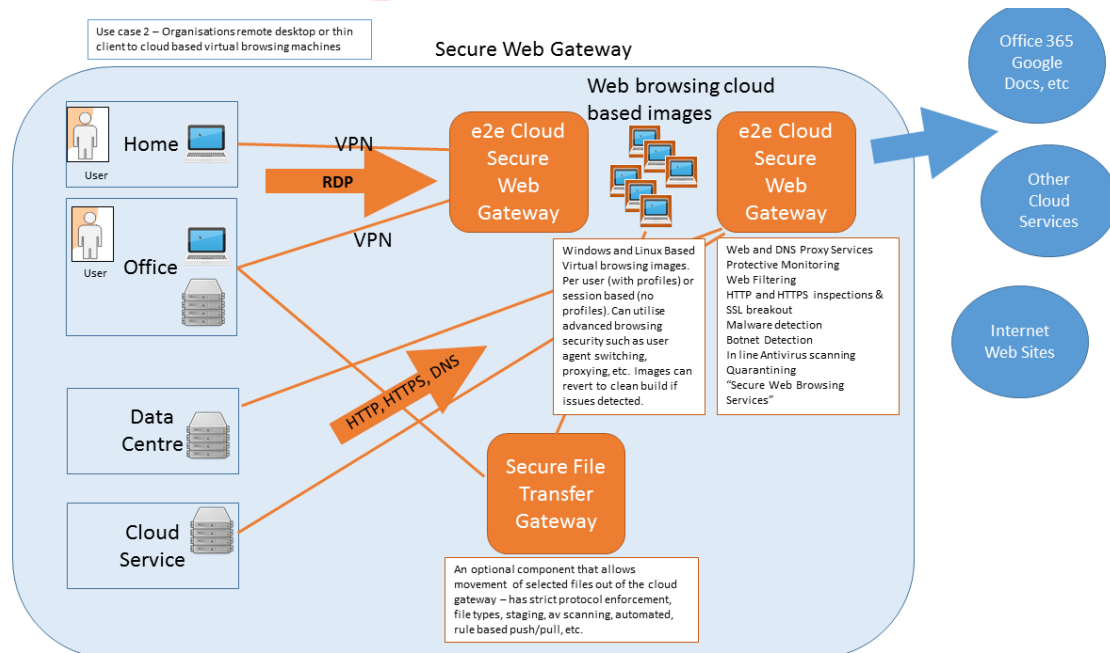 Use case 2 – Organisations remote desktop or thin
client to cloud based virtual browsing machines
Secure Web Gateway
Office 365
Google
Docs, etc
Web browsing cloud
based images
Home
User
VPN
RDP
e2e Cloud
Secure
Web
Gateway
e2e Cloud
Secure
Web
Gateway
Other
Cloud
Services
Office
User
VPN
Windows and Linux Based
Virtual browsing images.
Per user (with profiles) or
session based (no
profiles). Can utilise
advanced browsing
security such as user
agent switching,
proxying, etc. Images can
revert to clean build if
issues detected.
Web and DNS Proxy Services
Protective Monitoring
Web Filtering
HTTP and HTTPS inspections &
SSL breakout
Malware detection
Botnet Detection
In line Antivirus scanning
Quarantining
“Secure Web Browsing
Services”
Internet
Web Sites
HTTP, HTTPS, DNS
Data
Centre
Secure File
Transfer
Gateway
Cloud
Service
An optional component that allows
movement of selected files out of the cloud
gateway – has strict protocol enforcement,
file types, staging, av scanning, automated,
rule based push/pull, etc.